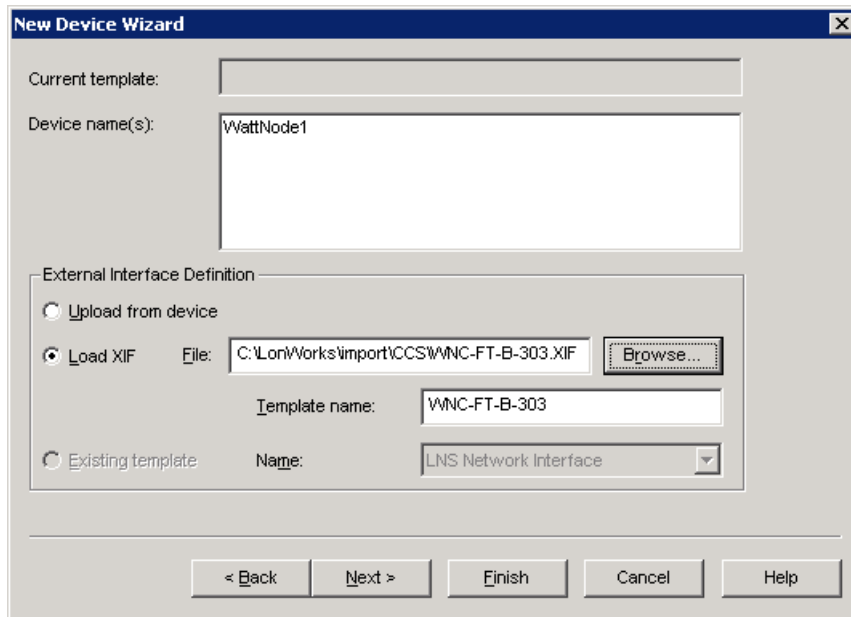 New Device Wizard
Current template:
Device name(s):
WattNode1
External Interface Definition
Upload from device
Load XIF File: C:\LonWorks\import\CCS\WNC-FT-B-303.XIF Browse...
Template name: WNC-FT-B-303
Existing template Name: LNS Network Interface
< Back Next > Finish Cancel Help